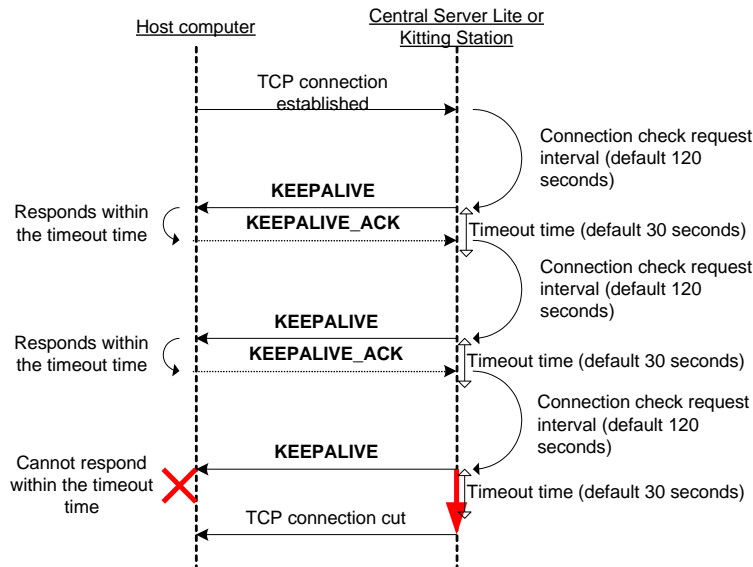 Host computer
Central Server Lite or
Kitting Station
TCP connection
established
Connection check request
interval (default 120
seconds)
KEEPALIVE
Responds within
the timeout time
KEEPALIVE_ACK
Timeout time (default 30 seconds)
Connection check request
interval (default 120
seconds)
KEEPALIVE
Responds within
the timeout time
KEEPALIVE_ACK
Timeout time (default 30 seconds)
Connection check request
interval (default 120
seconds)
KEEPALIVE
Cannot respond
within the timeout
time
Timeout time (default 30 seconds)
TCP connection cut